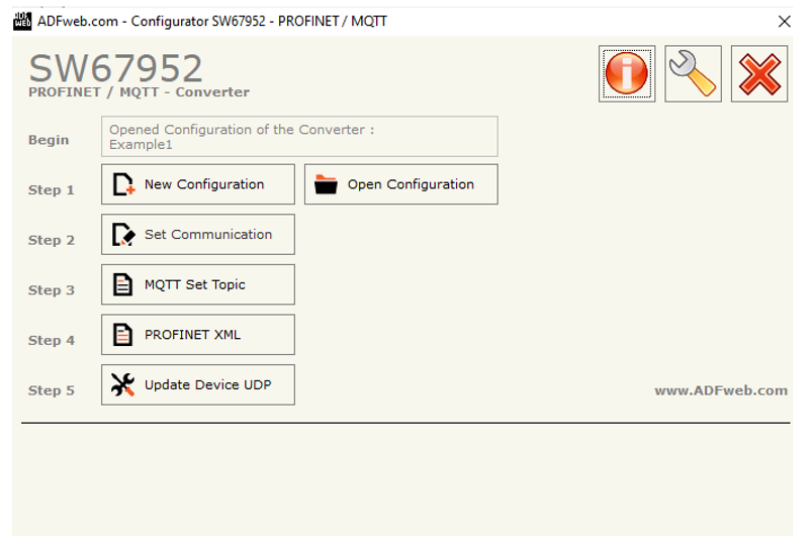 ADFweb.com - Configurator SW67952 - PROFINET / MQTT
SW67952
PROFINET / MQTT - Converter
Begin
Opened Configuration of the Converter :
Example1
Step 1
New Configuration
Open Configuration
Step 2
Set Communication
Step 3
MQTT Set Topic
Step 4
PROFINET XML
Step 5
Update Device UDP
www.ADFweb.com